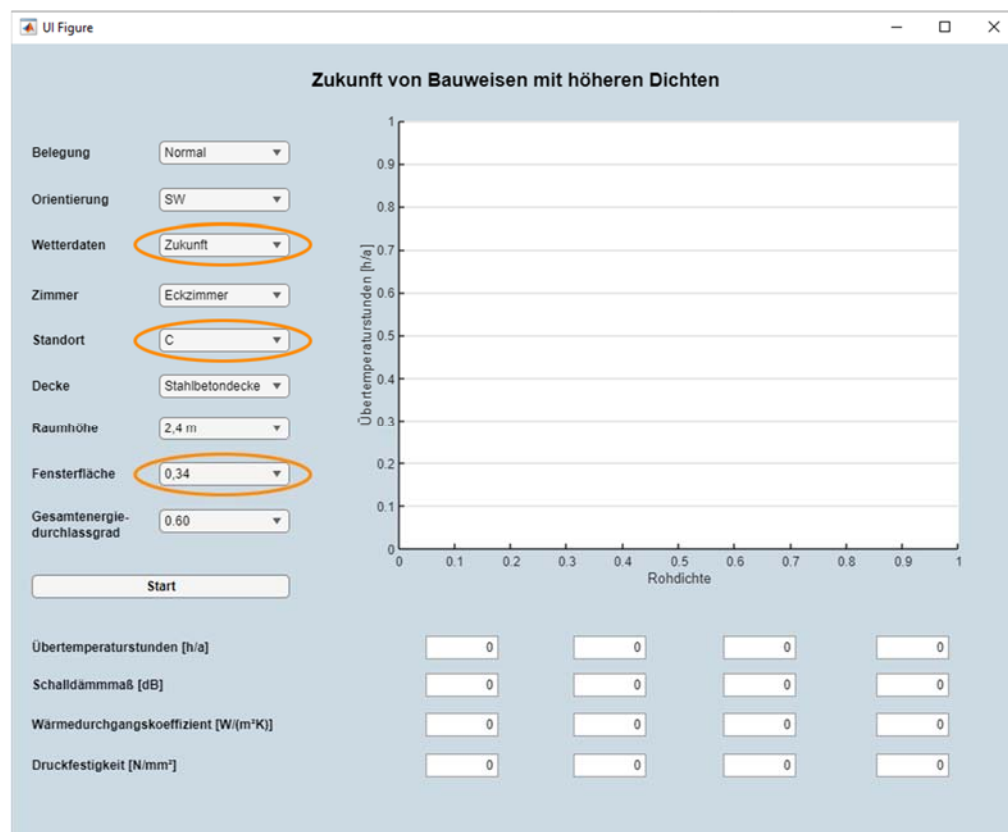 UI Figure
Zukunft von Bauweisen mit höheren Dichten
Belegung
Normal
Orientierung
SW
Wetterdaten
Zukunft
Zimmer
Eckzimmer
Standort
C
Decke
Stahlbetondecke
Raumhöhe
2,4 m
Fensterfläche
0,34
Gesamtenergie-
durchlassgrad
0.60
Start
Übertemperaturstunden [h/a]
1
0.9
0.8
0.7
0.6
0.5
0.4
0.3
0.2
0.1
0
0 0.1 0.2 0.3 0.4 0.5 0.6 0.7 0.8 0.9 1
Rohdichte
Übertemperaturstunden [h/a] 0 0 0 0
Schalldämmmaß [dB] 0 0 0 0
Wärmedurchgangskoeffizient [W/(m²K)] 0 0 0 0
Druckfestigkeit [N/mm²] 0 0 0 0